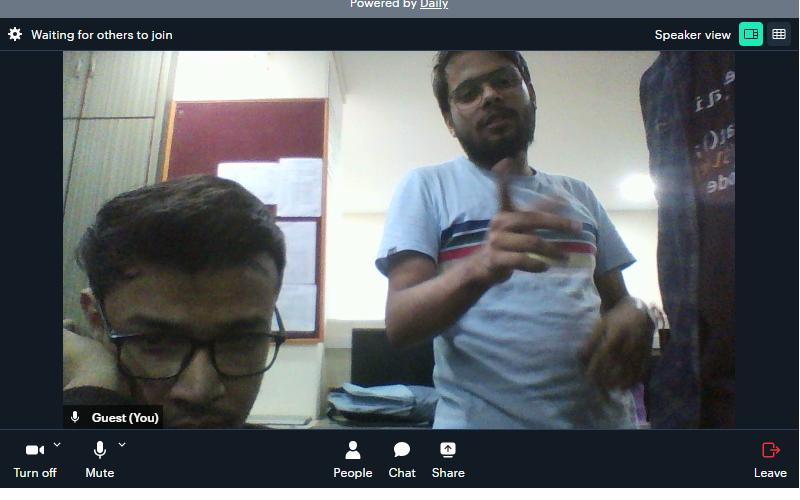 Powered by Daily
Waiting for others to join
Speaker view
Guest (You)
Turn off
Mute
People
Chat
Share
Leave